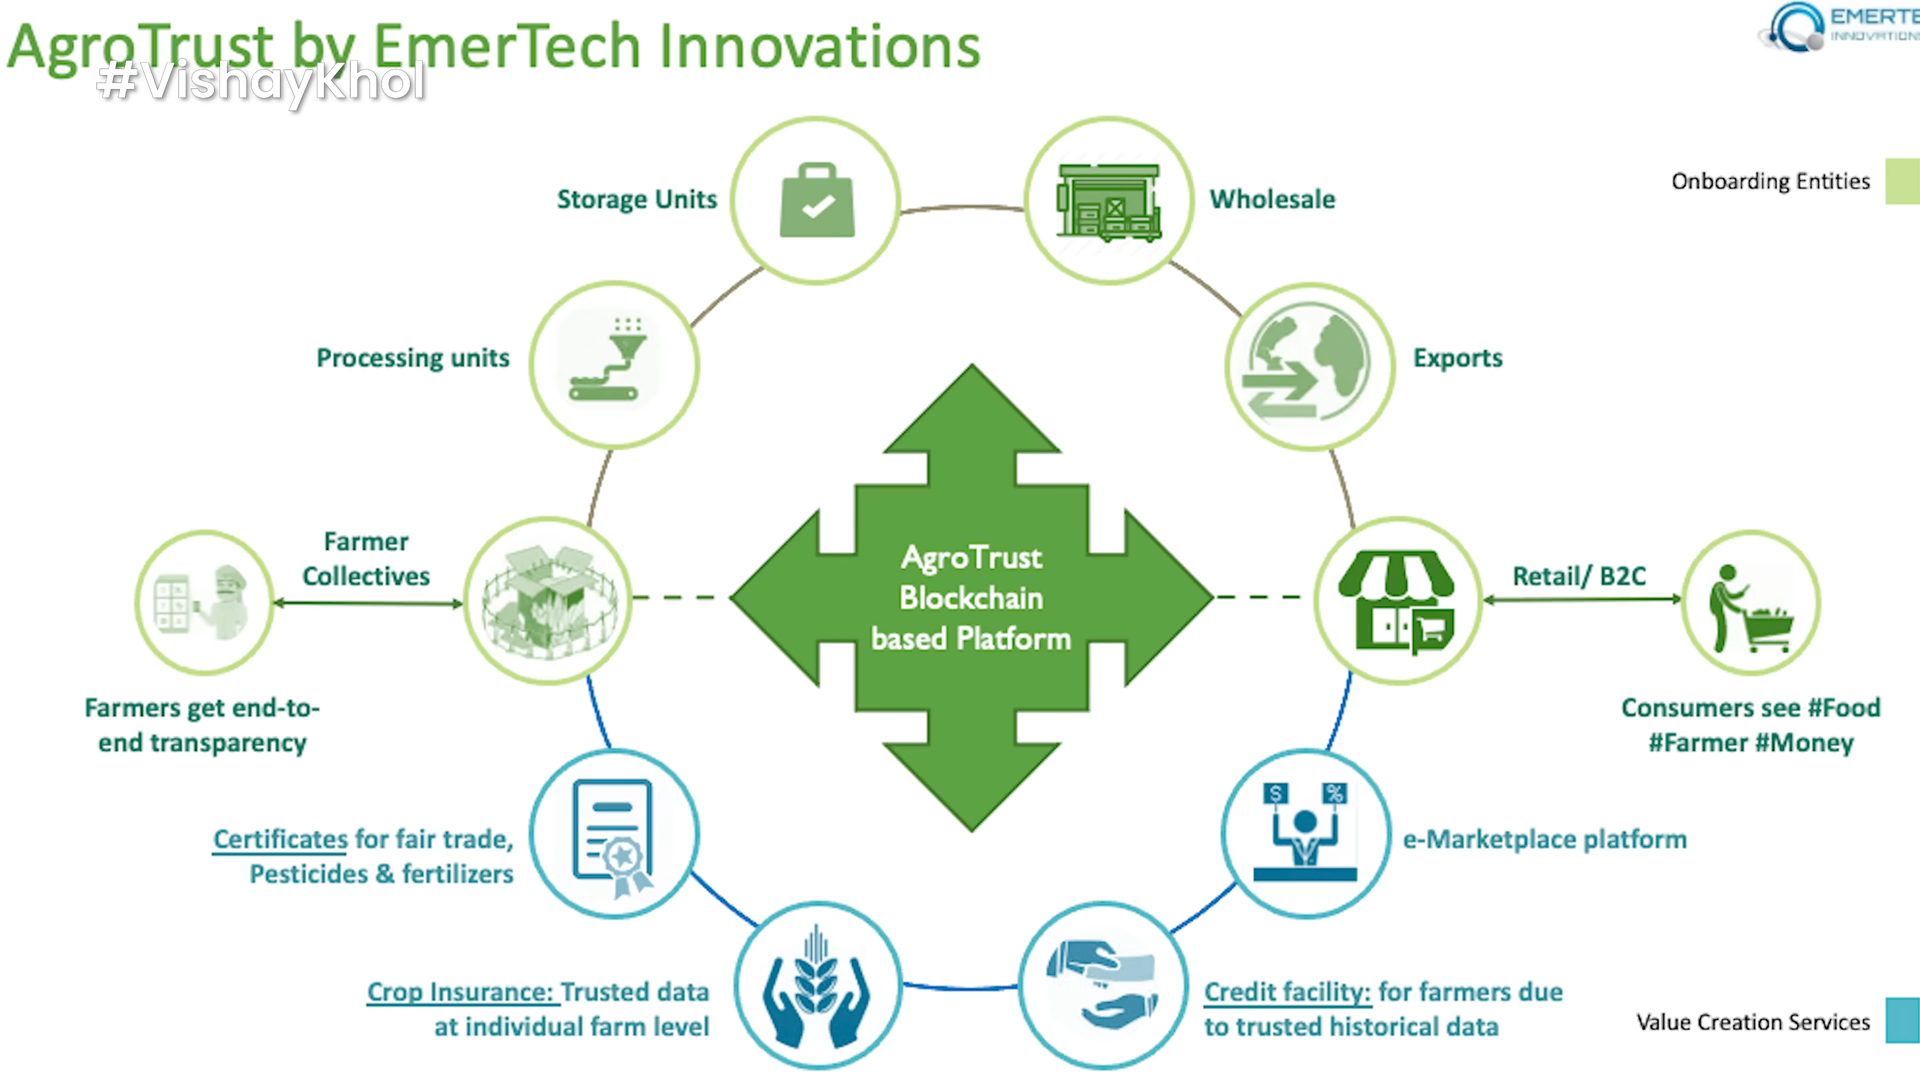 AgroTrust by EmerTech Innovations
#VishayKhol
EMERTE
INNOVATIONS
Storage Units
Wholesale
Onboarding Entities
Processing units
Exports
Farmer
Collectives
AgroTrust
Blockchain
based Platform
Retail/ B2C
Farmers get end-to-
end transparency
Consumers see #Food
#Farmer #Money
$ %
Certificates for fair trade,
Pesticides & fertilizers
e-Marketplace platform
Crop Insurance: Trusted data
at individual farm level
Credit facility: for farmers due
to trusted historical data
Value Creation Services